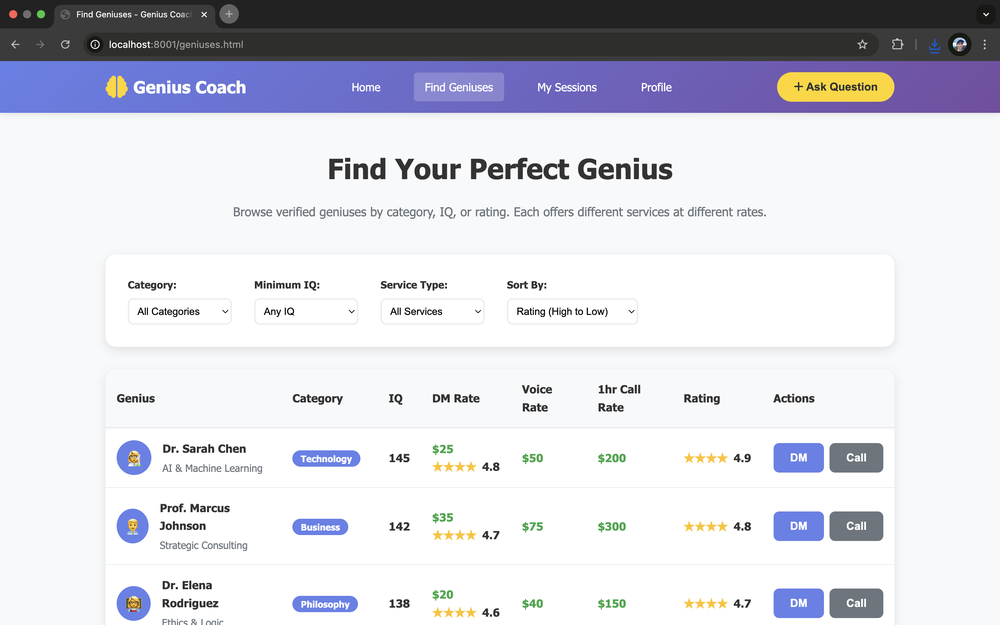 Find Geniuses - Genius Coac
localhost:8001/geniuses.html
Genius Coach
Home
Find Geniuses
My Sessions
Profile
+ Ask Question
Find Your Perfect Genius
Browse verified geniuses by category, IQ, or rating. Each offers different services at different rates.
Category:
Minimum IQ:
Service Type:
Sort By:
All Categories
Any IQ
All Services
Rating (High to Low)
Genius
Category
IQ
DM Rate
Voice
Rate
1hr Call
Rate
Rating
Actions
Dr. Sarah Chen
AI & Machine Learning
Technology
145
$25
★★★★ 4.8
$50
$200
★★★★ 4.9
DM
Call
Prof. Marcus
Johnson
Strategic Consulting
Business
142
$35
★★★★ 4.7
$75
$300
★★★★ 4.8
DM
Call
Dr. Elena
Rodriguez
Ethics & Logic
Philosophy
138
$20
★★★★ 4.6
$40
$150
★★★★ 4.7
DM
Call